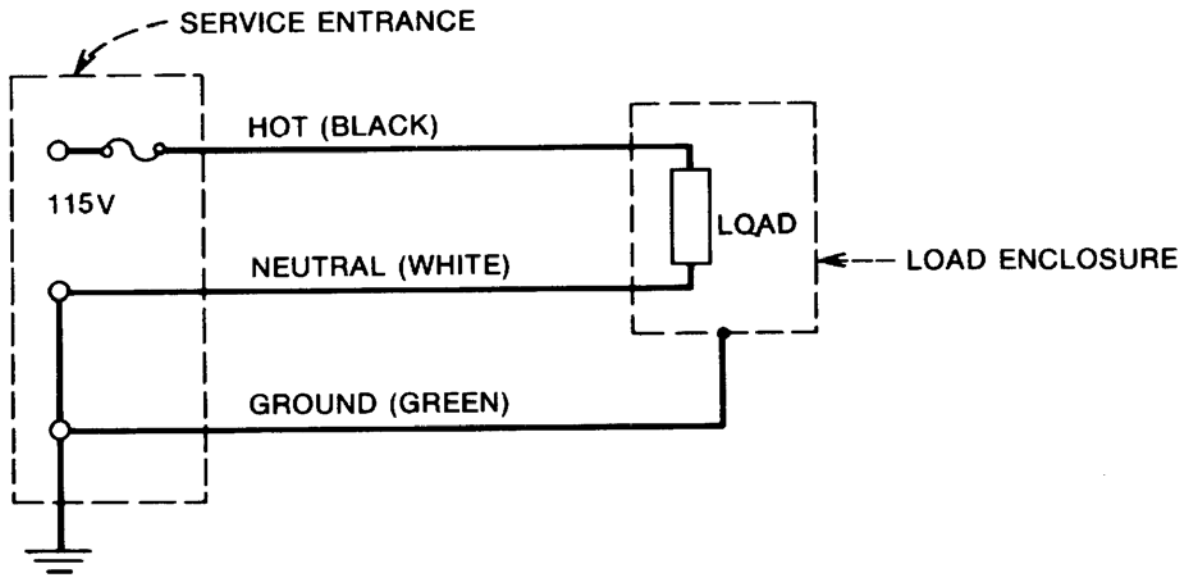 SERVICE ENTRANCE
HOT (BLACK)
115V
LOAD
NEUTRAL (WHITE)
LOAD ENCLOSURE
GROUND (GREEN)